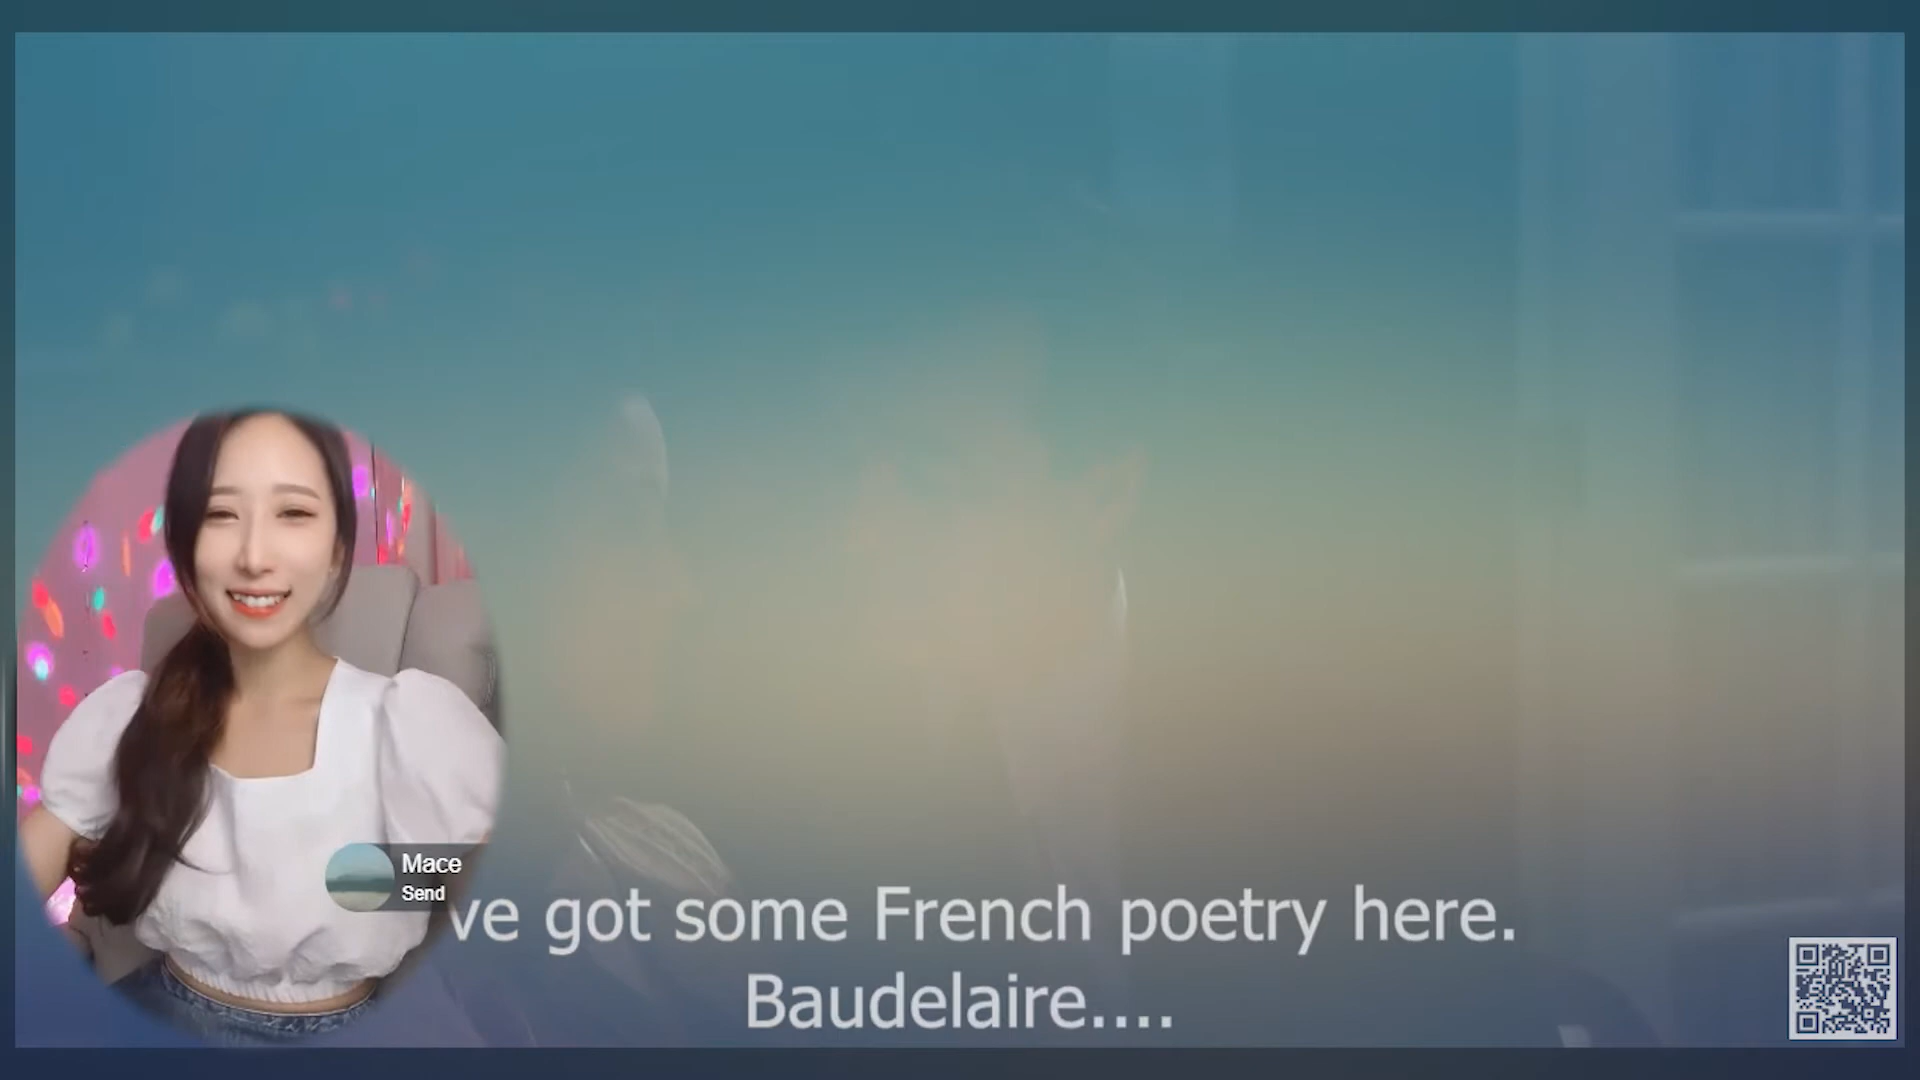 Mace
Send
ve got some French poetry here.
Baudelaire....